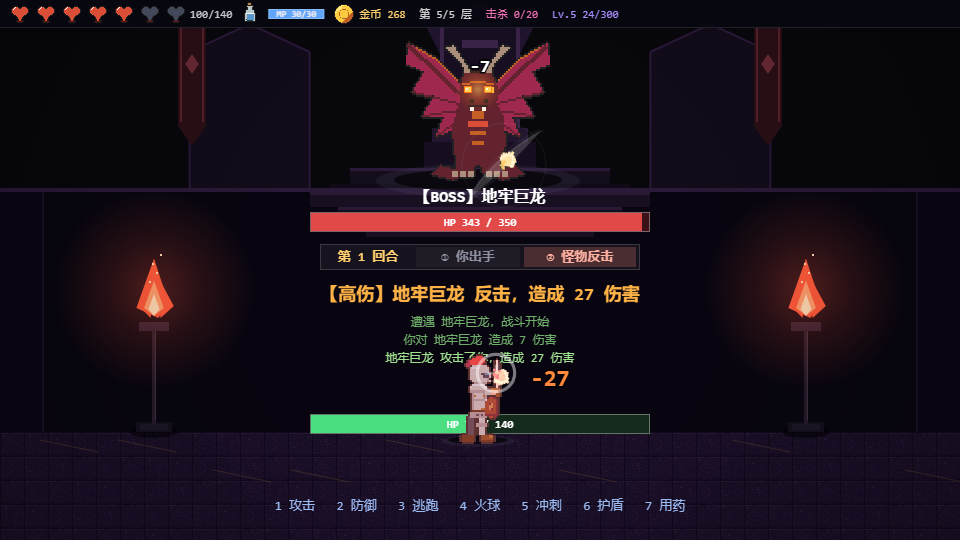 100/140 MP 30/30 金币 268 第 5/5 层 击杀 0/20 Lv.5 24/300
-7
【BOSS】地牢巨龙
HP 343 / 350
第 1 回合 ① 你出手 ② 怪物反击
【高伤】地牢巨龙 反击, 造成 27 伤害
遭遇 地牢巨龙, 战斗开始
你对 地牢巨龙 造成 7 伤害
地牢巨龙 攻击了你, 造成 27 伤害
-27
HP / 140
1 攻击 2 防御 3 逃跑 4 火球 5 冲刺 6 护盾 7 用药